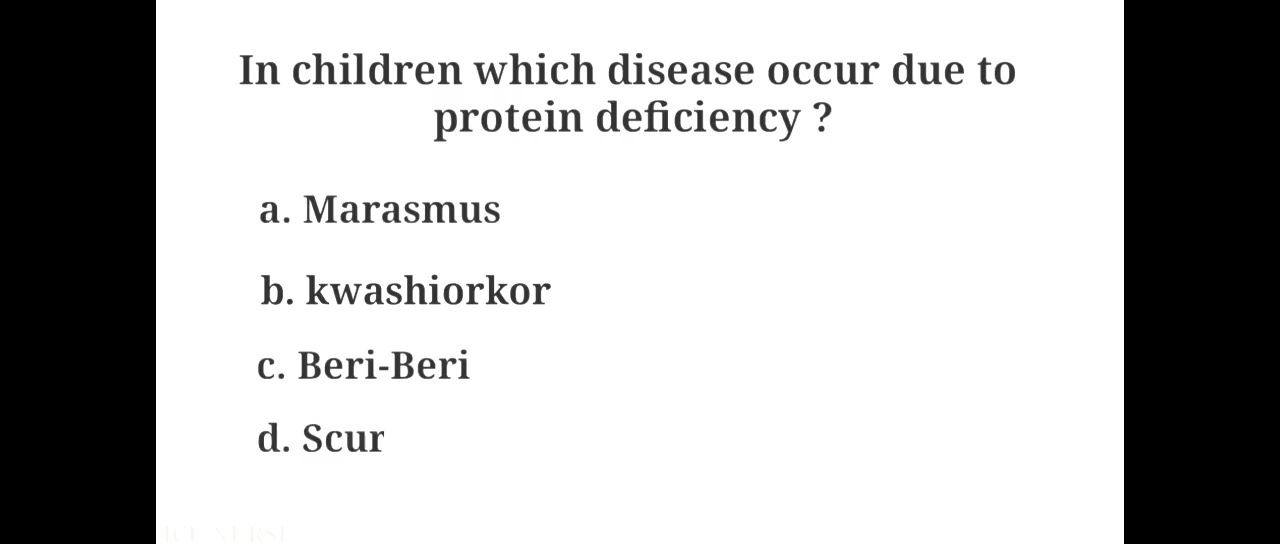 In children which disease occur due to
protein deficiency ?
a. Marasmus
b. kwashiorkor
c. Beri-Beri
d. Scur